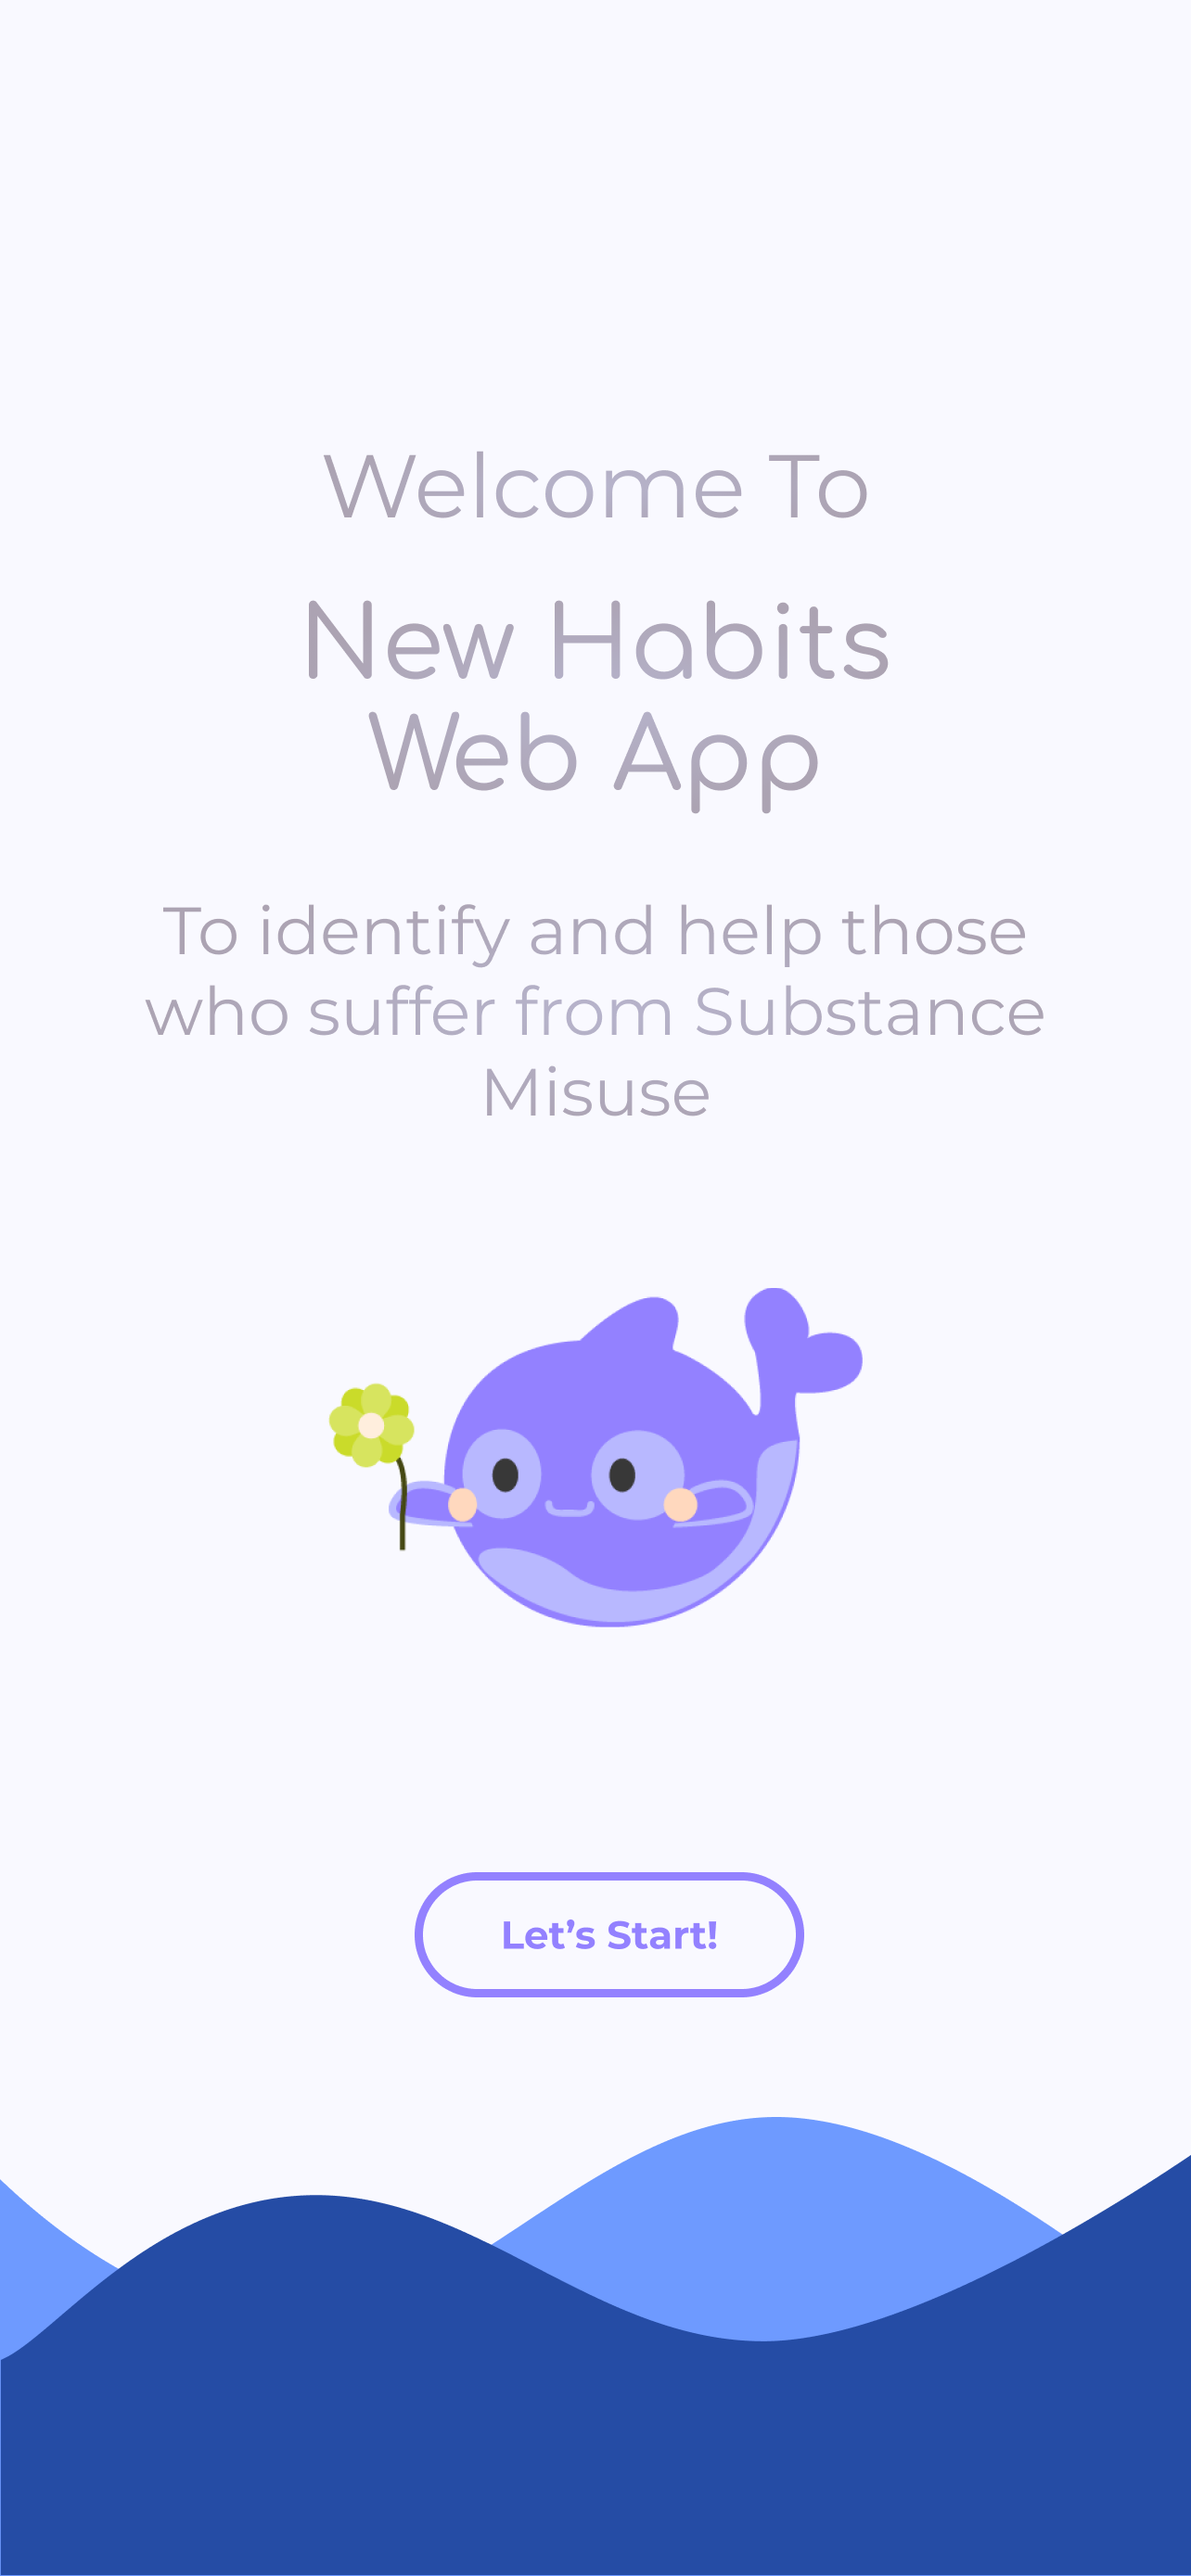 Welcome To
New Habits
Web App
To identify and help those
who suffer from Substance
Misuse
Let’s Start!